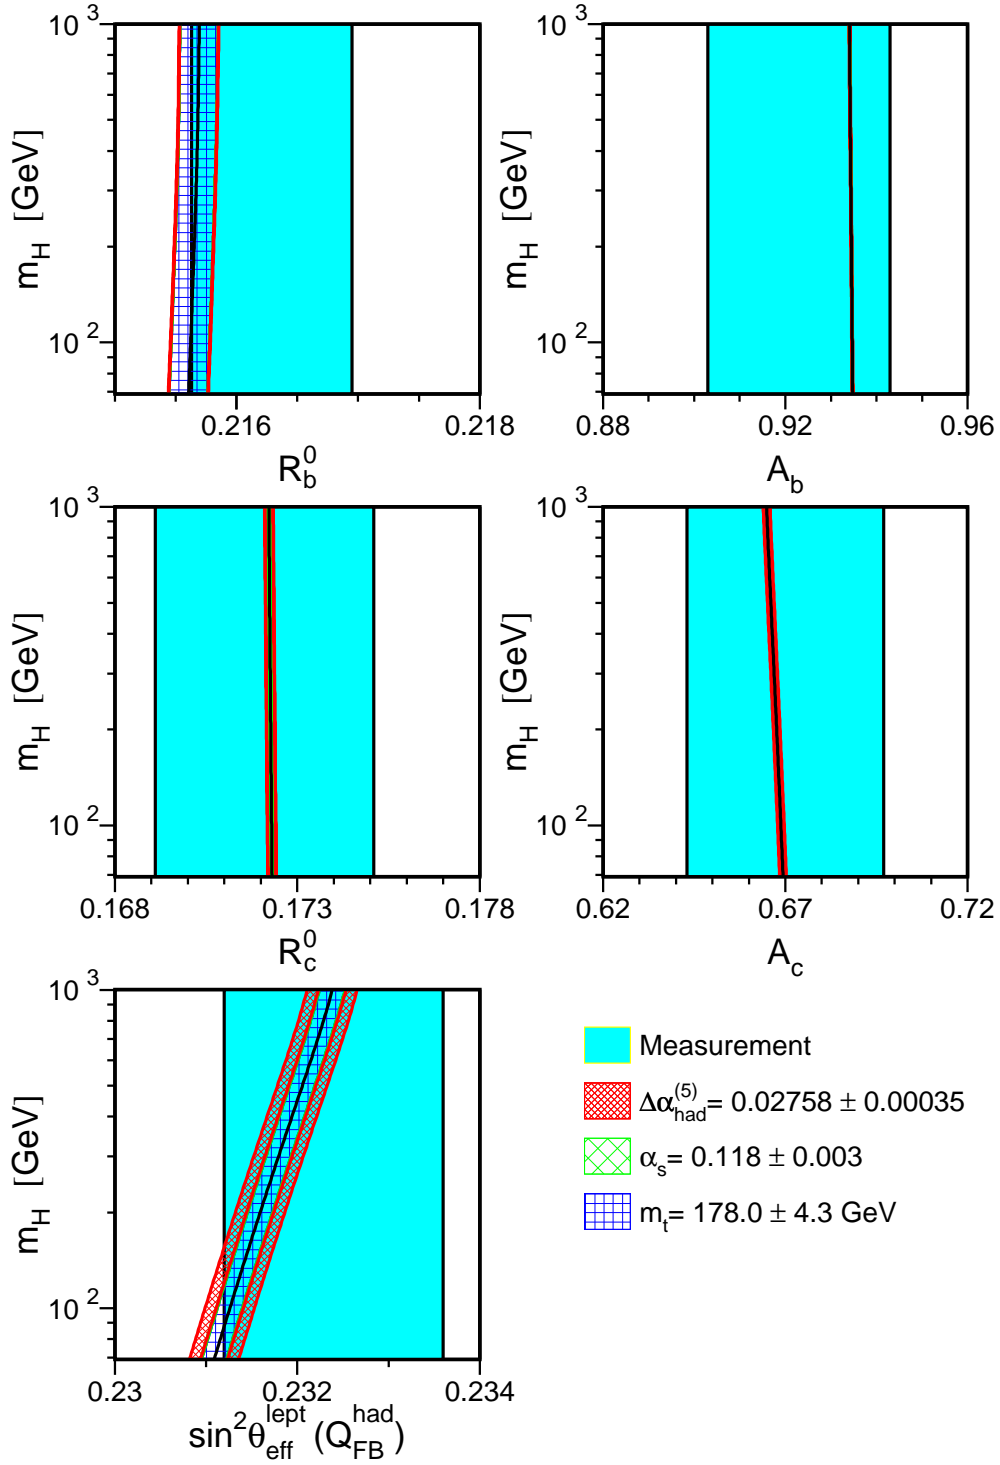 10 3
10 2
m_H [GeV]
0.216 0.218
R_b^0
10 3
10 2
m_H [GeV]
0.88 0.92 0.96
A_b
10 3
10 2
m_H [GeV]
0.168 0.173 0.178
R_c^0
10 3
10 2
m_H [GeV]
0.62 0.67 0.72
A_c
10 3
10 2
m_H [GeV]
0.23 0.232 0.234
sin^2θ_eff^lept (Q_FB^had)
Measurement
Δα_had^(5)= 0.02758 ± 0.00035
α_s= 0.118 ± 0.003
m_t= 178.0 ± 4.3 GeV